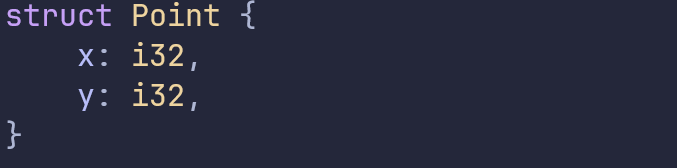 struct Point {
    x: i32,
    y: i32,
}